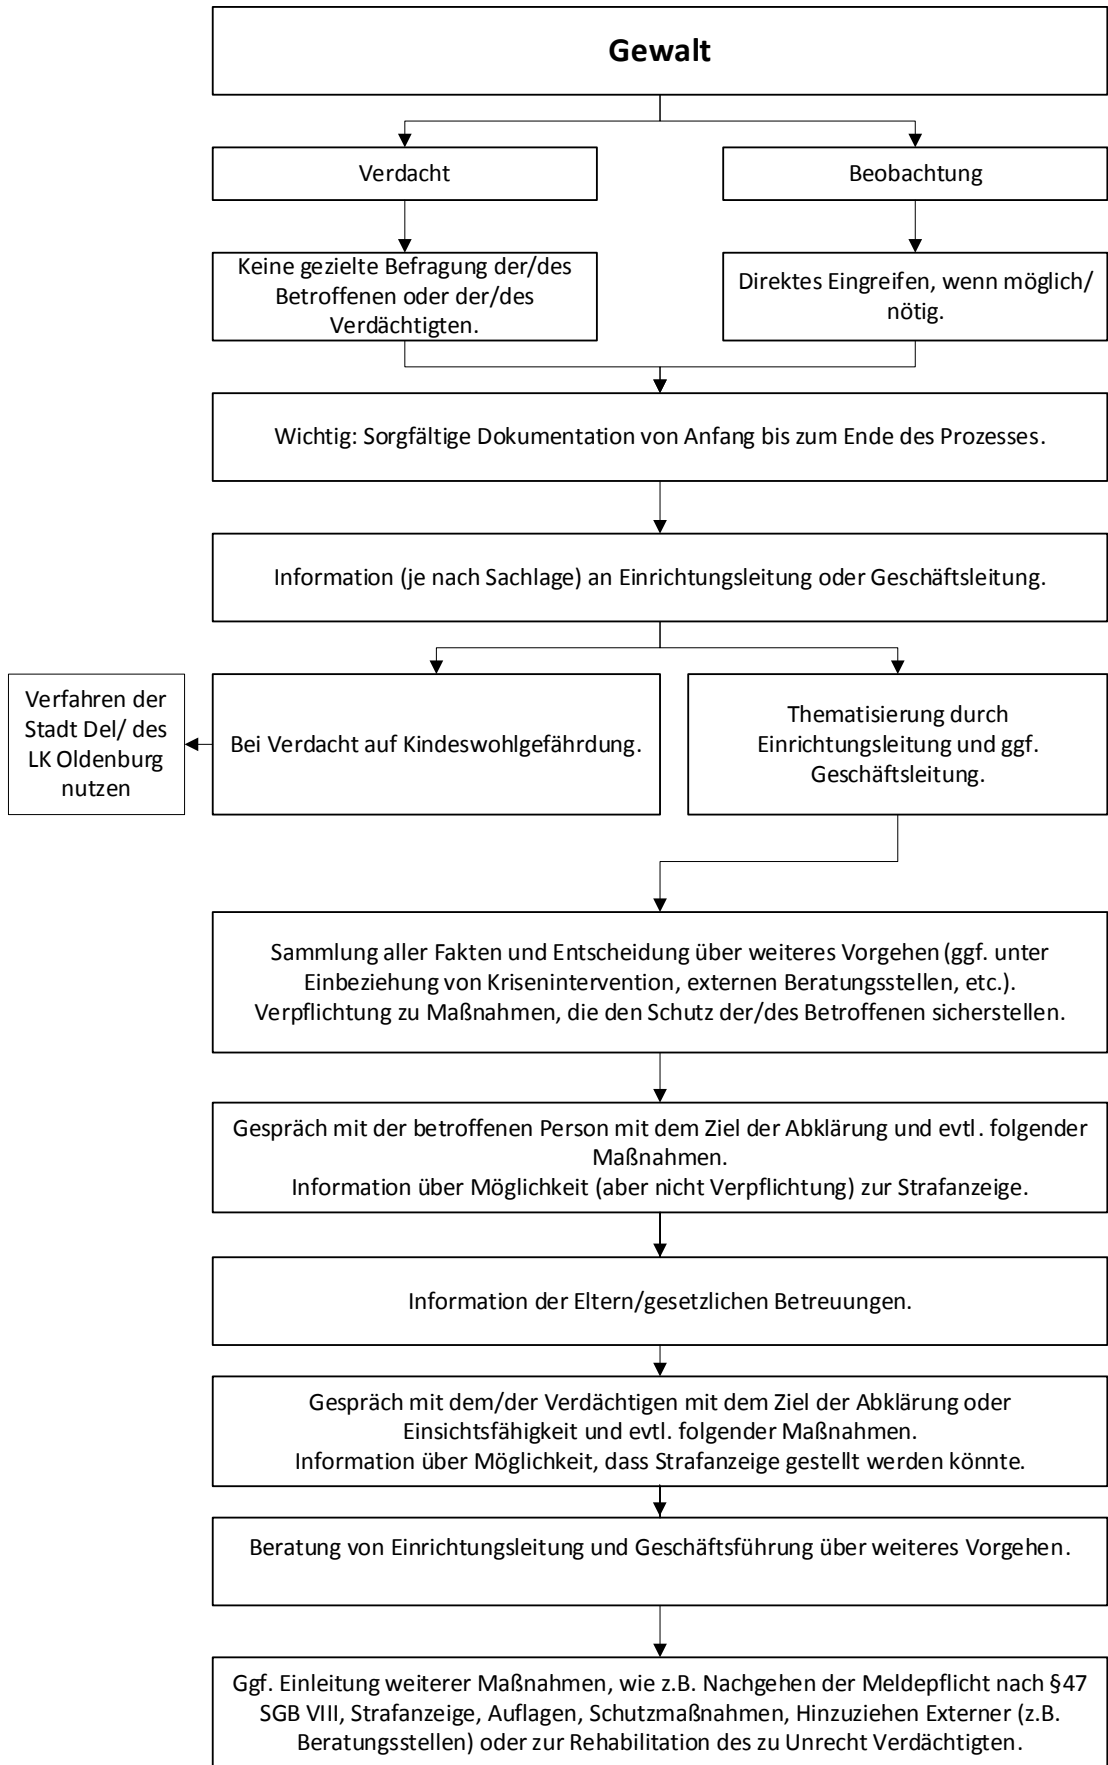 Gewalt
Verdacht
Beobachtung
Keine gezielte Befragung der/des
Betroffenen oder der/des
Verdächtigten.
Direktes Eingreifen, wenn möglich/
nötig.
Wichtig: Sorgfältige Dokumentation von Anfang bis zum Ende des Prozesses.
Information (je nach Sachlage) an Einrichtungsleitung oder Geschäftsleitung.
Verfahren der
Stadt Del/ des
LK Oldenburg
nutzen
Bei Verdacht auf Kindeswohlgefährdung.
Thematisierung durch
Einrichtungsleitung und ggf.
Geschäftsleitung.
Sammlung aller Fakten und Entscheidung über weiteres Vorgehen (ggf. unter
Einbeziehung von Krisenintervention, externen Beratungsstellen, etc.).
Verpflichtung zu Maßnahmen, die den Schutz der/des Betroffenen sicherstellen.
Gespräch mit der betroffenen Person mit dem Ziel der Abklärung und evtl. folgender
Maßnahmen.
Information über Möglichkeit (aber nicht Verpflichtung) zur Strafanzeige.
Information der Eltern/gesetzlichen Betreuungen.
Gespräch mit dem/der Verdächtigen mit dem Ziel der Abklärung oder
Einsichtsfähigkeit und evtl. folgender Maßnahmen.
Information über Möglichkeit, dass Strafanzeige gestellt werden könnte.
Beratung von Einrichtungsleitung und Geschäftsführung über weiteres Vorgehen.
Ggf. Einleitung weiterer Maßnahmen, wie z.B. Nachgehen der Meldepflicht nach §47
SGB VIII, Strafanzeige, Auflagen, Schutzmaßnahmen, Hinzuziehen Externer (z.B.
Beratungsstellen) oder zur Rehabilitation des zu Unrecht Verdächtigten.